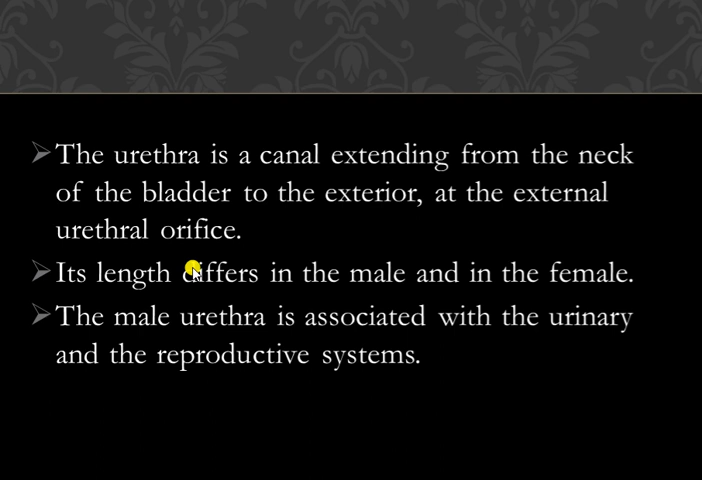 The urethra is a canal extending from the neck
of the bladder to the exterior, at the external
urethral orifice.
Its length differs in the male and in the female.
The male urethra is associated with the urinary
and the reproductive systems.